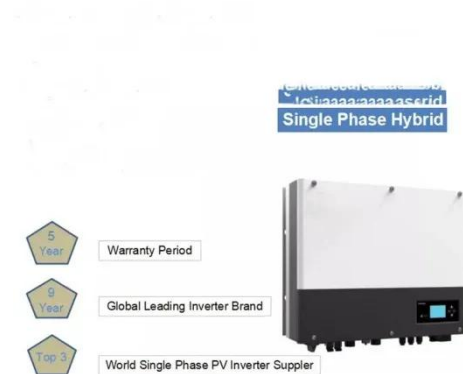 Single Phase Hybrid
5
Year
Warranty Period
9
Year
Global Leading Inverter Brand
Top 3
World Single Phase PV Inverter Suppler